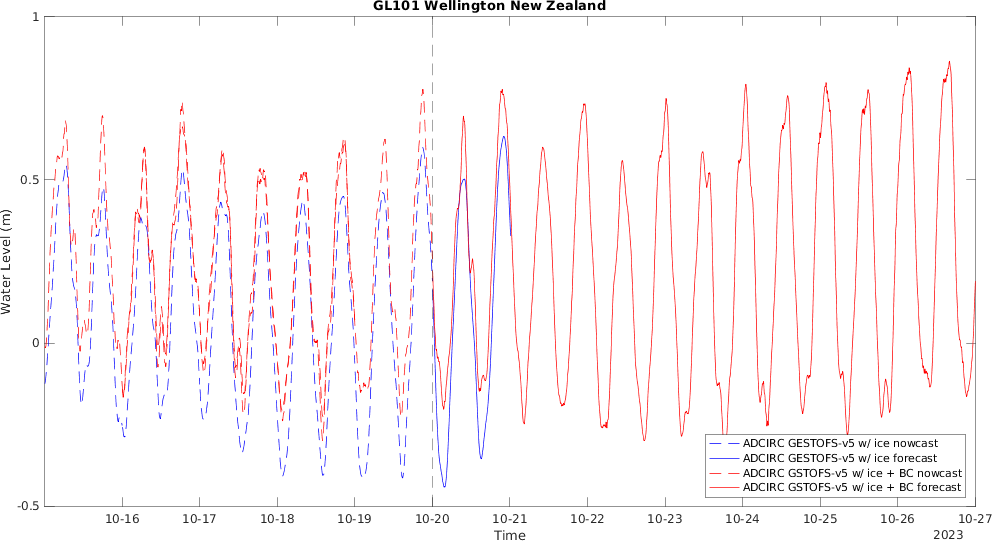 GL101 Wellington New Zealand
1
0.5
0
-0.5
Water Level (m)
10-16 10-17 10-18 10-19 10-20 10-21 10-22 10-23 10-24 10-25 10-26 10-27
Time
2023
ADCIRC GESTOFS-v5 w/ ice nowcast
ADCIRC GESTOFS-v5 w/ ice forecast
ADCIRC GSTOFS-v5 w/ ice + BC nowcast
ADCIRC GSTOFS-v5 w/ ice + BC forecast